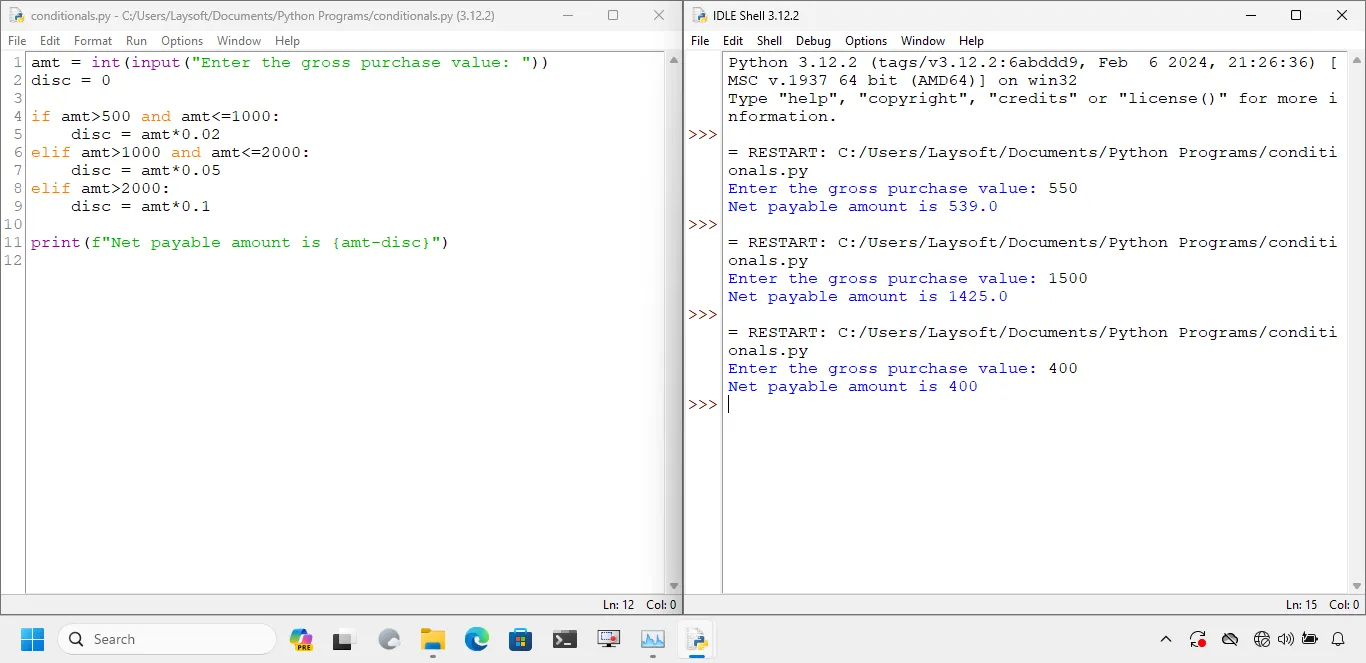 conditionals.py - C:/Users/Laysoft/Documents/Python Programs/conditionals.py (3.12.2)
File Edit Format Run Options Window Help
1 amt = int(input("Enter the gross purchase value: "))
2 disc = 0
3
4 if amt>500 and amt<=1000:
5     disc = amt*0.02
6 elif amt>1000 and amt<=2000:
7     disc = amt*0.05
8 elif amt>2000:
9     disc = amt*0.1
10
11 print(f"Net payable amount is {amt-disc}")
12
Ln: 12 Col: 0
IDLE Shell 3.12.2
File Edit Shell Debug Options Window Help
Python 3.12.2 (tags/v3.12.2:6abddd9, Feb  6 2024, 21:26:36) [
MSC v.1937 64 bit (AMD64)] on win32
Type "help", "copyright", "credits" or "license()" for more i
nformation.
>>>
= RESTART: C:/Users/Laysoft/Documents/Python Programs/conditi
onals.py
Enter the gross purchase value: 550
Net payable amount is 539.0
>>>
= RESTART: C:/Users/Laysoft/Documents/Python Programs/conditi
onals.py
Enter the gross purchase value: 1500
Net payable amount is 1425.0
>>>
= RESTART: C:/Users/Laysoft/Documents/Python Programs/conditi
onals.py
Enter the gross purchase value: 400
Net payable amount is 400
>>>
Ln: 15 Col: 0
Search
PRE